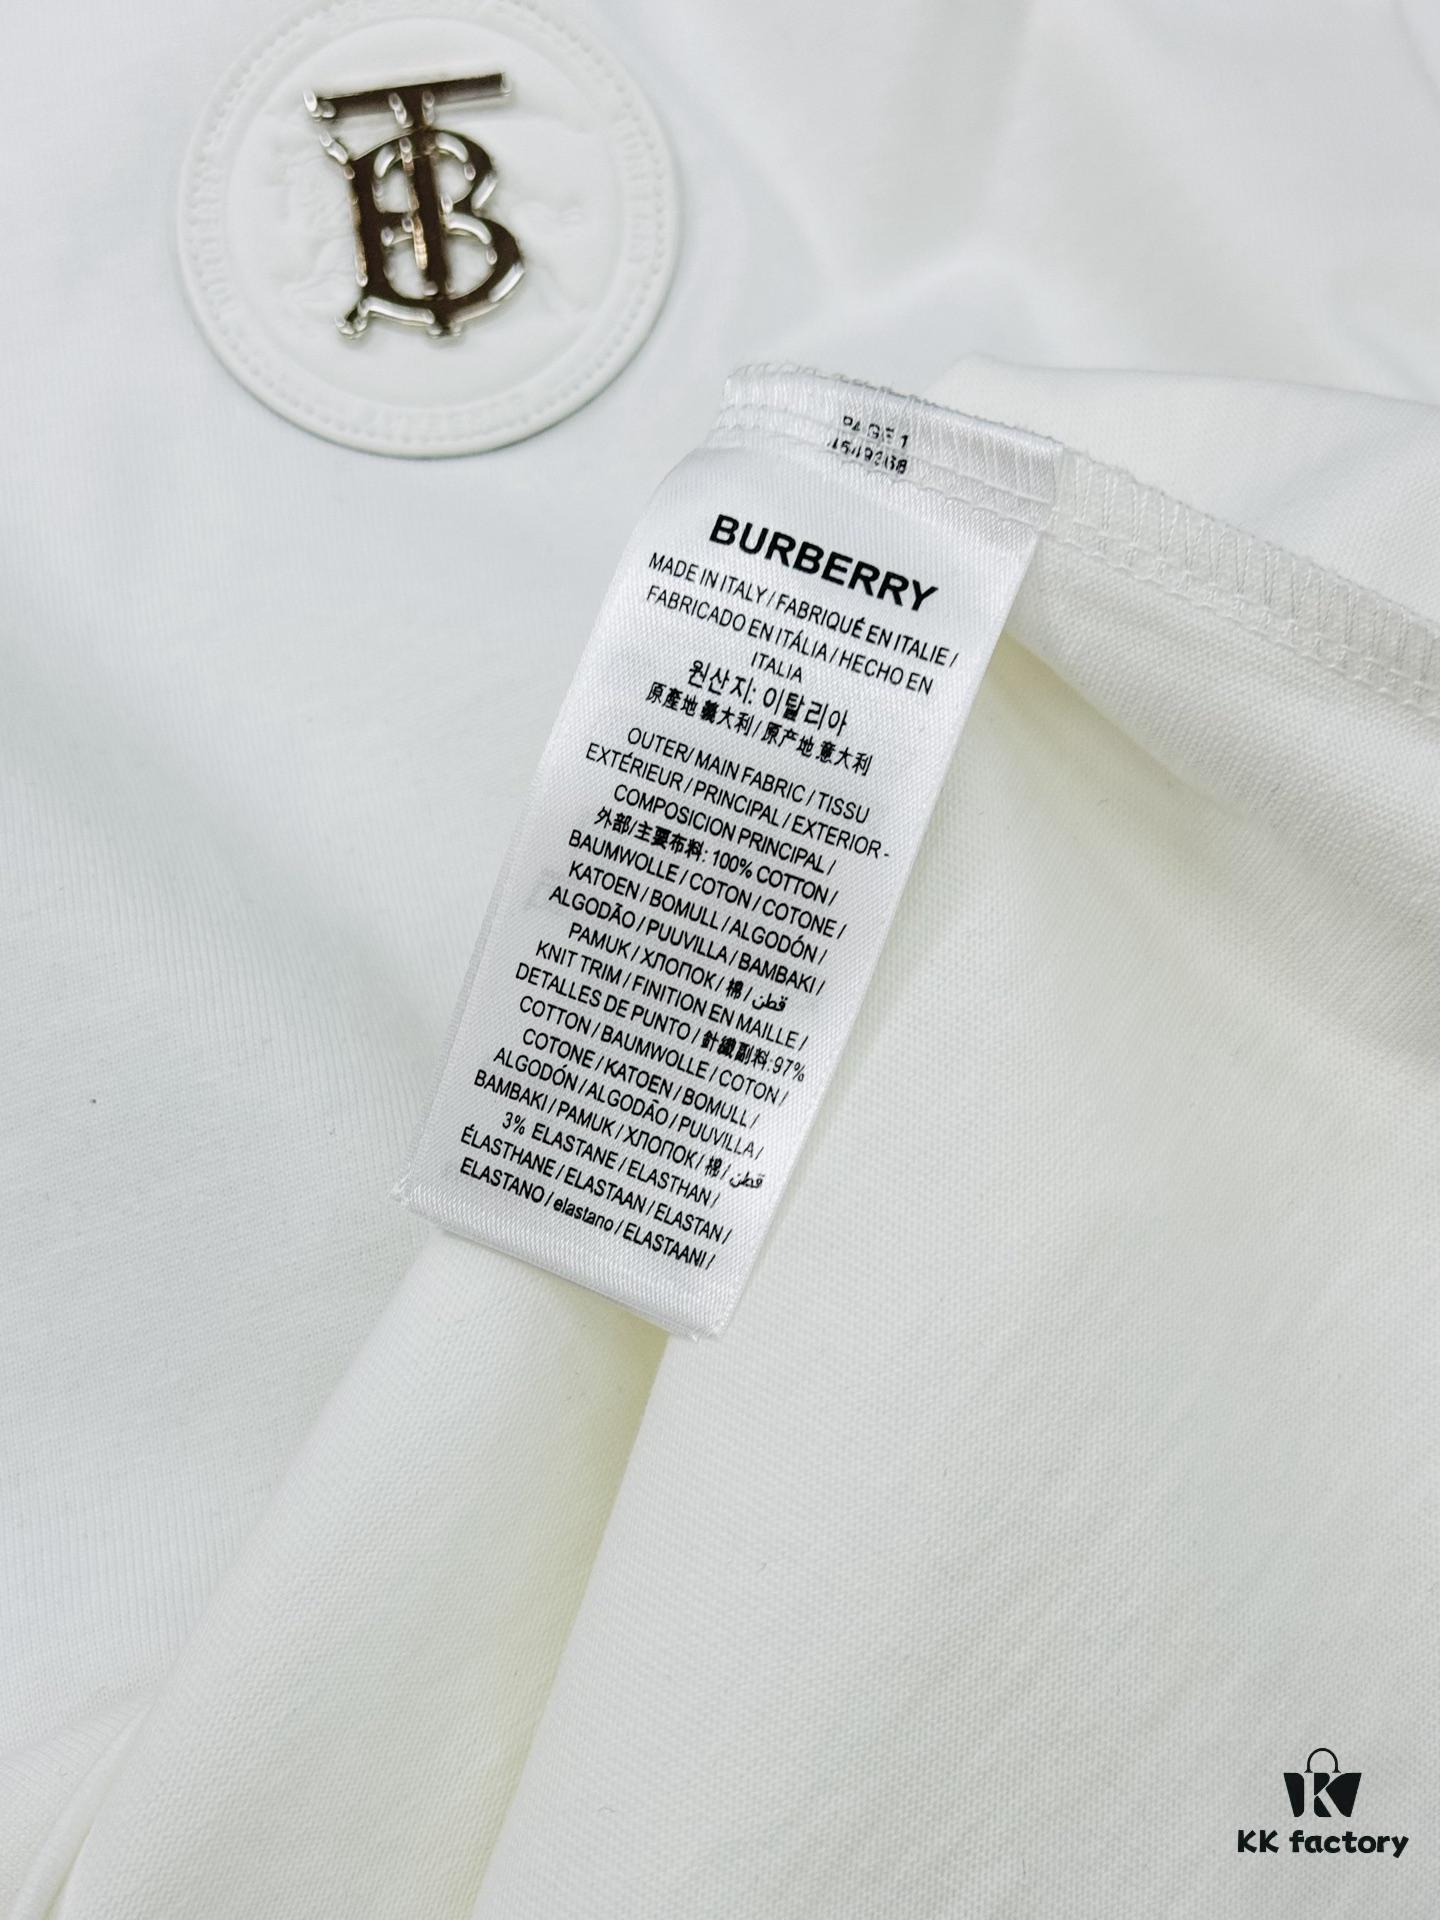 PAGE 1
4549368
BURBERRY
MADE IN ITALY / FABRIQUÉ EN ITALIE /
FABRICADO EN ITÁLIA / HECHO EN
ITALIA
원산지: 이탈리아
原產地 義大利 / 原产地 意大利
OUTER/ MAIN FABRIC / TISSU
EXTÉRIEUR / PRINCIPAL / EXTERIOR -
COMPOSICION PRINCIPAL /
外部/主要布料: 100% COTTON /
BAUMWOLLE / COTON / COTONE /
KATOEN / BOMULL / ALGODÓN /
ALGODÃO / PUUVILLA / BAMBAKI /
PAMUK / ХЛОПОК / 棉 / قطن
KNIT TRIM / FINITION EN MAILLE /
DETALLES DE PUNTO / 針織副料:97%
COTTON / BAUMWOLLE / COTON /
COTONE / KATOEN / BOMULL /
ALGODÓN / ALGODÃO / PUUVILLA /
BAMBAKI / PAMUK / ХЛОПОК / 棉 / قطن
3% ELASTANE / ELASTHAN /
ÉLASTHANE / ELASTAAN / ELASTAN /
ELASTANO / elastano / ELASTAANI /
KK factory